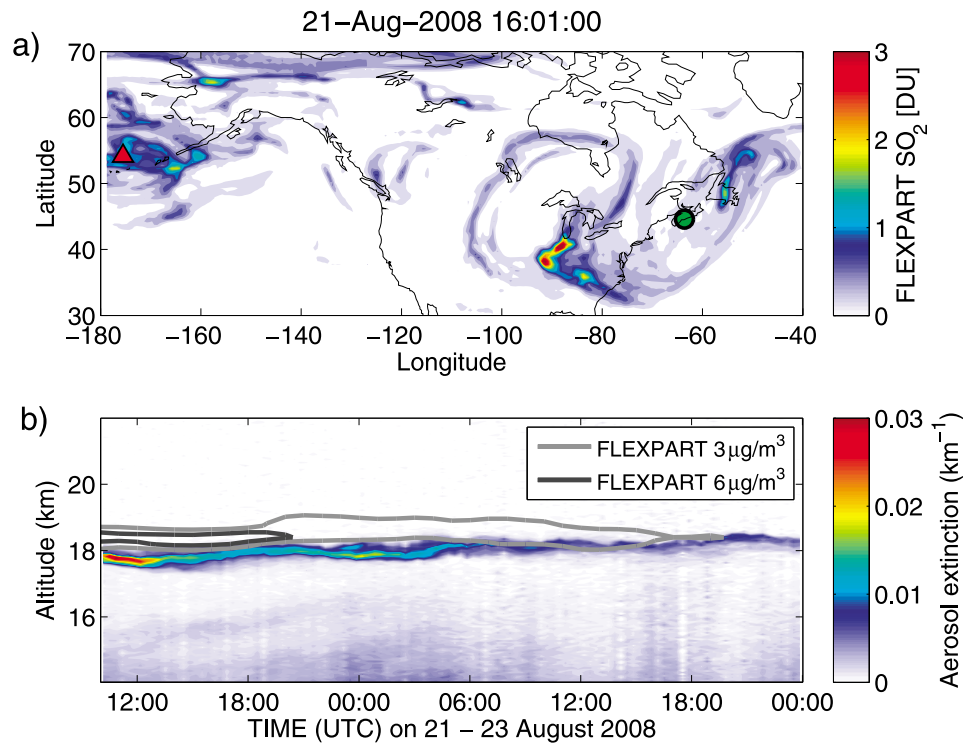 21−Aug−2008 16:01:00
a)
70
60
50
40
30
Latitude
−180 −160 −140 −120 −100 −80 −60 −40
Longitude
3
2
1
0
FLEXPART SO2 [DU]
b)
FLEXPART 3μg/m3
FLEXPART 6μg/m3
20
18
16
Altitude (km)
12:00 18:00 00:00 06:00 12:00 18:00 00:00
TIME (UTC) on 21 − 23 August 2008
0.03
0.02
0.01
0
Aerosol extinction (km−1)